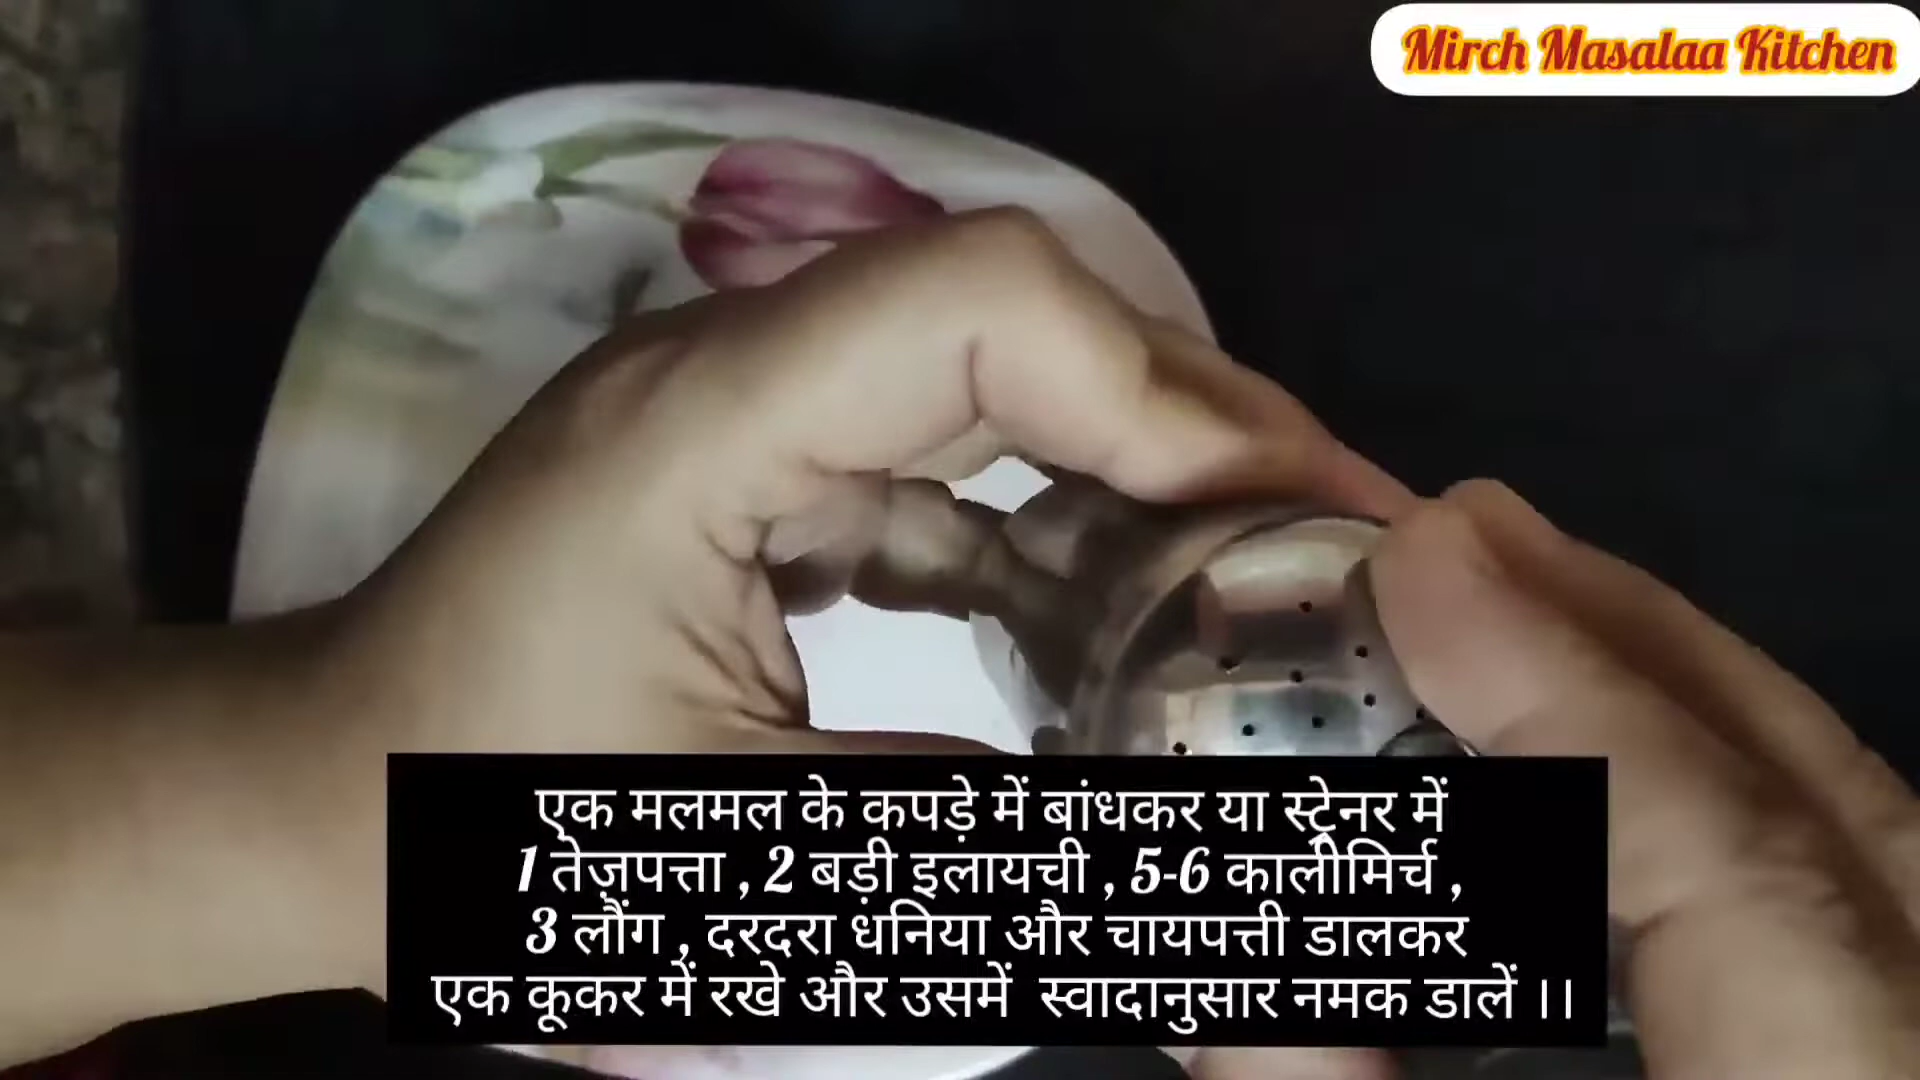 Mirch Masalaa Kitchen
एक मलमल के कपड़े में बांधकर या स्ट्रेनर में
1 तेज़पत्ता , 2 बड़ी इलायची , 5-6 कालीमिर्च ,
3 लौंग , दरदरा धनिया और चायपत्ती डालकर
एक कूकर में रखे और उसमें स्वादानुसार नमक डालें ।।